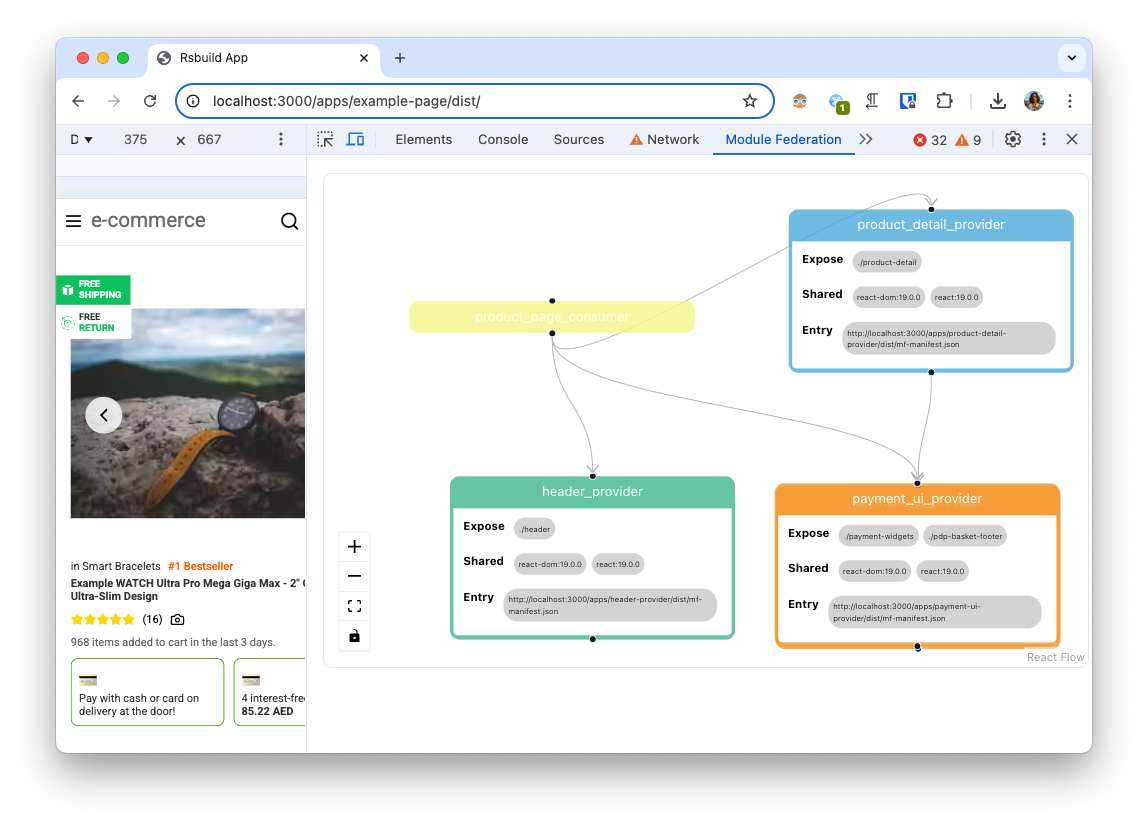 Rsbuild App
localhost:3000/apps/example-page/dist/
1
D
375
667
Elements
Console
Sources
Network
Module Federation
32
9
e-commerce
FREE
SHIPPING
FREE
RETURN
in Smart Bracelets #1 Bestseller
Example WATCH Ultra Pro Mega Giga Max - 2"
Ultra-Slim Design
(16)
968 items added to cart in the last 3 days.
Pay with cash or card on
delivery at the door!
4 interest-fre
85.22 AED
product_page_consumer
product_detail_provider
Expose
./product-detail
Shared
react-dom:19.0.0
react:19.0.0
Entry
http://localhost:3000/apps/product-detail-
provider/dist/mf-manifest.json
header_provider
Expose
./header
Shared
react-dom:19.0.0
react:19.0.0
Entry
http://localhost:3000/apps/header-provider/dist/mf-
manifest.json
payment_ui_provider
Expose
./payment-widgets
./pdp-basket-footer
Shared
react-dom:19.0.0
react:19.0.0
Entry
http://localhost:3000/apps/payment-ui-
provider/dist/mf-manifest.json
React Flow